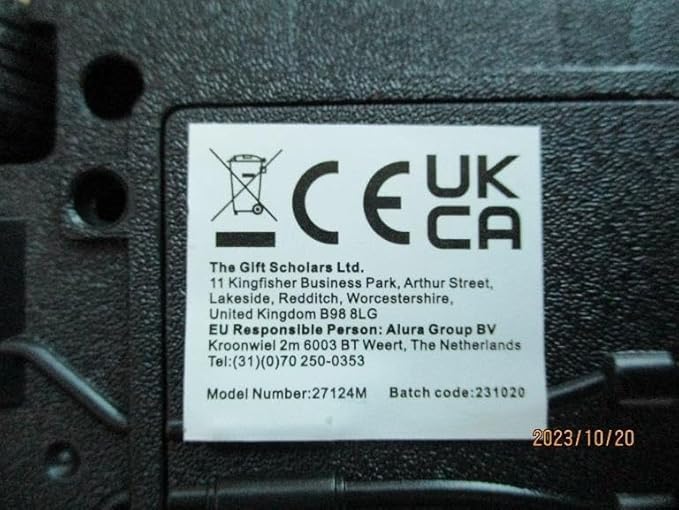 CE UK
CA
The Gift Scholars Ltd.
11 Kingfisher Business Park, Arthur Street,
Lakeside, Redditch, Worcestershire,
United Kingdom B98 8LG
EU Responsible Person: Alura Group BV
Kroonwiel 2m 6003 BT Weert, The Netherlands
Tel:(31)(0)70 250-0353
Model Number:27124M Batch code:231020
2023/10/20